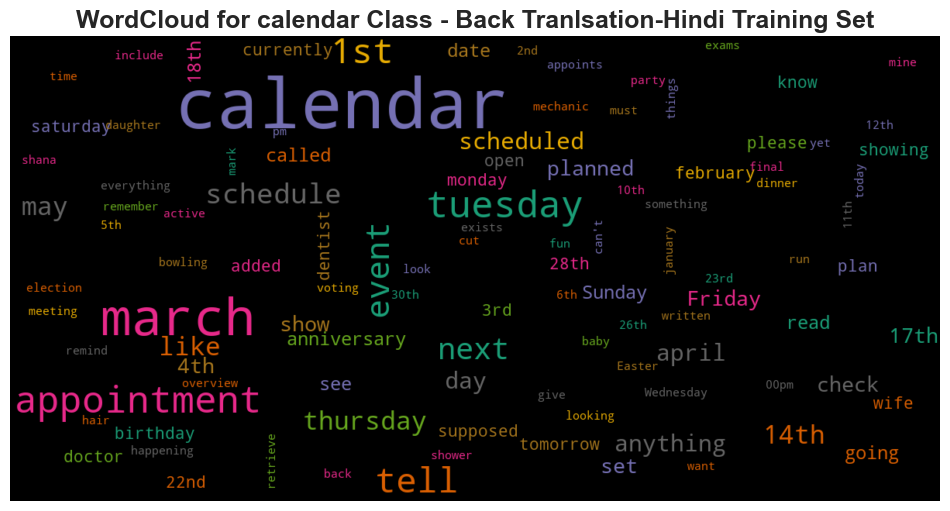 WordCloud for calendar Class - Back Tranlsation-Hindi Training Set
include 18th currently 1st date 2nd appoints exams mine
time calendar party things know
saturday daughter pm mechanic must 12th
shana mark called scheduled open please yet showing
everything schedule monday planned february final dinner today
may remember active tuesday 10th something 11th
5th dentist event exists cut fun can't january
bowling added look 28th run plan
election voting 30th 6th Sunday 23rd Friday
meeting march show 3rd 26th written read 17th
remind like anniversary next baby april
4th overview see day Easter 00pm check
appointment give Wednesday wife
hair thursday looking
birthday supposed tomorrow anything 14th
doctor happening retrieve shower going
22nd back tell set want